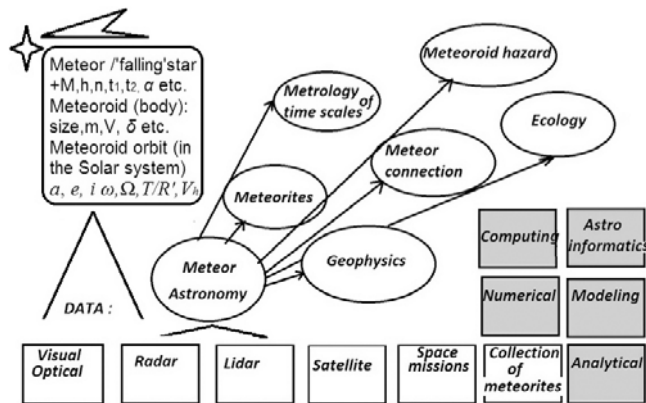 Meteor /'falling'star
+M,h,n,t₁,t₂, α etc.
Meteoroid (body):
size,m,V, δ etc.
Meteoroid orbit (in
the Solar system)
a, e, i ω, Ω, T/R', Vₕ
Meteoroid hazard
Metrology of
time scales
Ecology
Meteor
connection
Meteorites
Geophysics
Meteor
Astronomy
DATA :
Computing
Astro
informatics
Numerical
Modeling
Visual
Optical
Radar
Lidar
Satellite
Space
missions
Collection
of
meteorites
Analytical